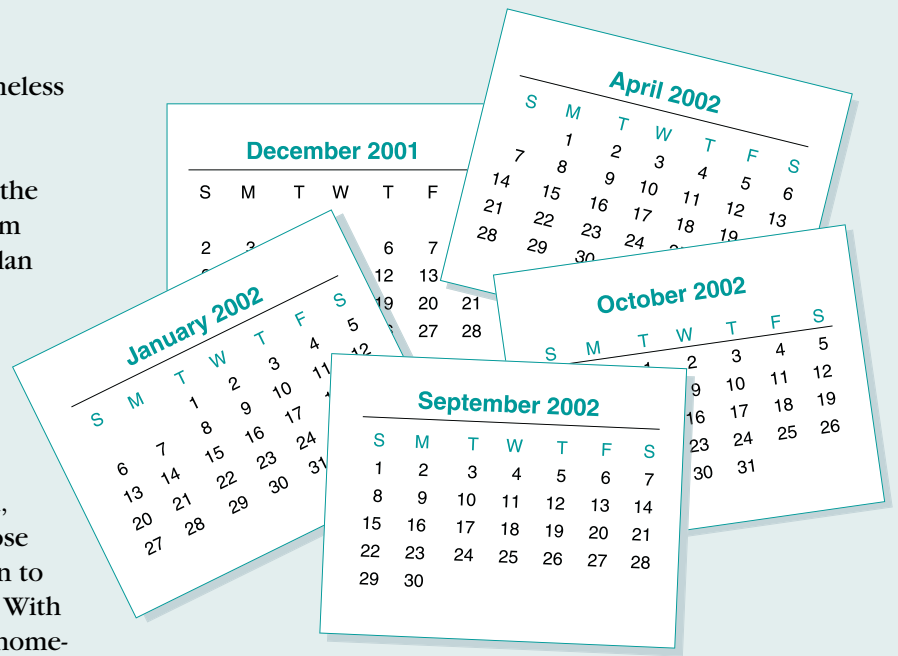 neless
the
m
lan
ose
n to
With
nome-
December 2001
S M T W T F
2 6 7
12 13
19 20 21
27 28
April 2002
S M T W T F S
1 2 3 4 5 6
7 8 9 10 11 12 13
14 15 16 17 18 19
21 22 23 24
28 29 30
January 2002
S M T W T F S
1 2 3 4 5
6 7 8 9 10 11 12
13 14 15 16 17
20 21 22 23 24
27 28 29 30 31
October 2002
S M T W T F S
1 2 3 4 5
9 10 11 12
16 17 18 19
23 24 25 26
30 31
September 2002
S M T W T F S
1 2 3 4 5 6 7
8 9 10 11 12 13 14
15 16 17 18 19 20 21
22 23 24 25 26 27 28
29 30